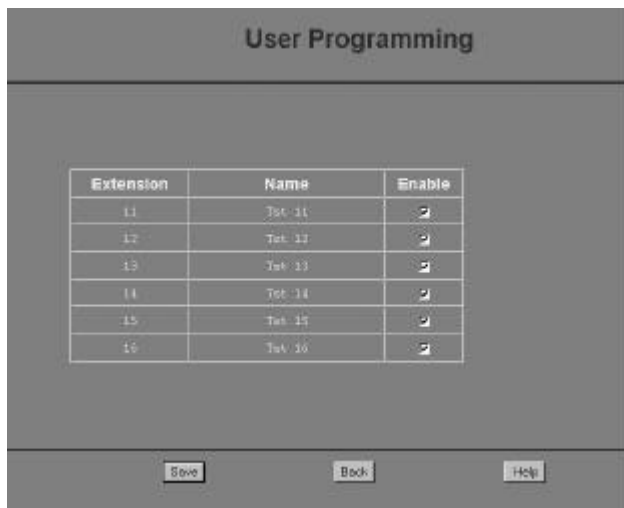 User Programming
Extension Name Enable
11 Tst 11
12 Tst 12
13 Tst 13
14 Tst 14
15 Tst 15
16 Tst 16
Save Back Help